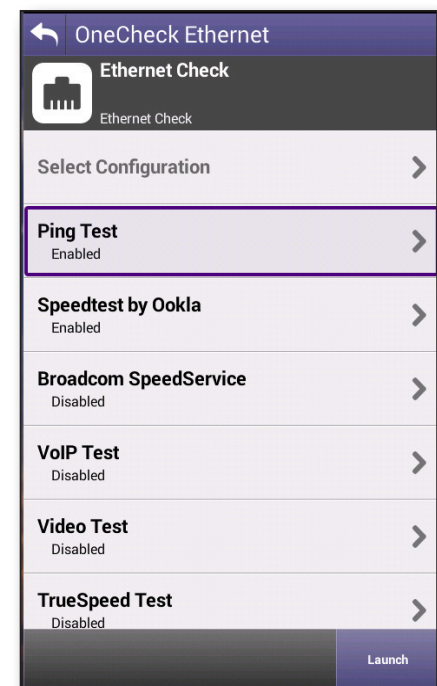 OneCheck Ethernet
Ethernet Check
Ethernet Check
Select Configuration
Ping Test
Enabled
Speedtest by Ookla
Enabled
Broadcom SpeedService
Disabled
VoIP Test
Disabled
Video Test
Disabled
TrueSpeed Test
Disabled
Launch